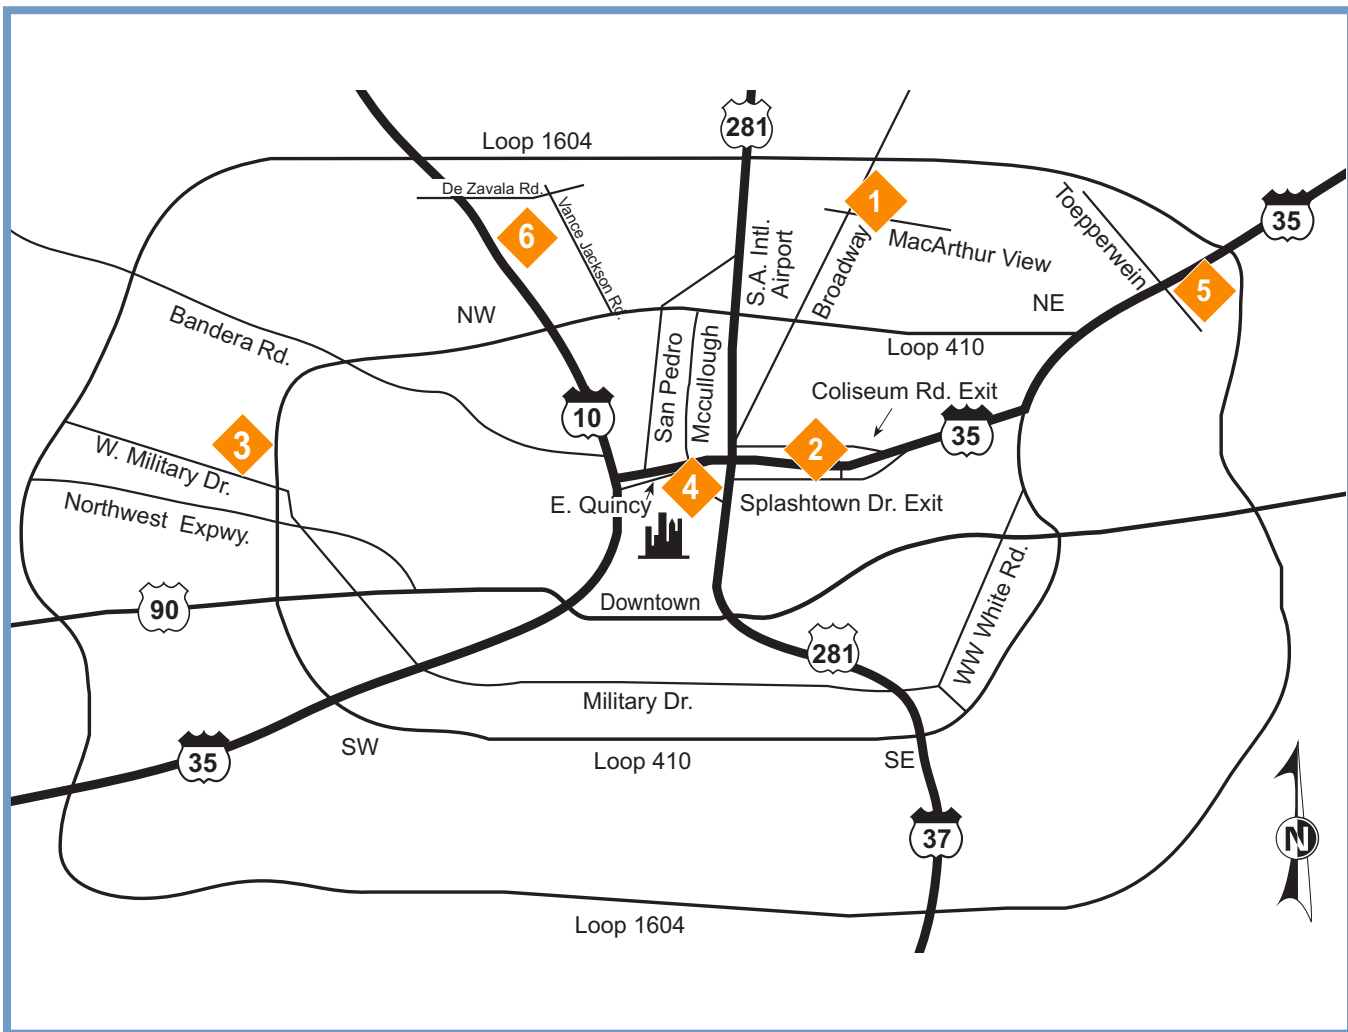 281
Loop 1604
De Zavala Rd.
Vance Jackson Rd.
6
1
Toepperwein
35
S.A. Intl.
Airport
Broadway
MacArthur View
5
NW
NE
Bandera Rd.
San Pedro
Mccullough
Loop 410
Coliseum Rd. Exit
10
35
3
W. Military Dr.
2
4
E. Quincy
Splashtown Dr. Exit
Northwest Expwy.
90
Downtown
281
WW White Rd.
Military Dr.
SW
35
Loop 410
SE
37
N
Loop 1604